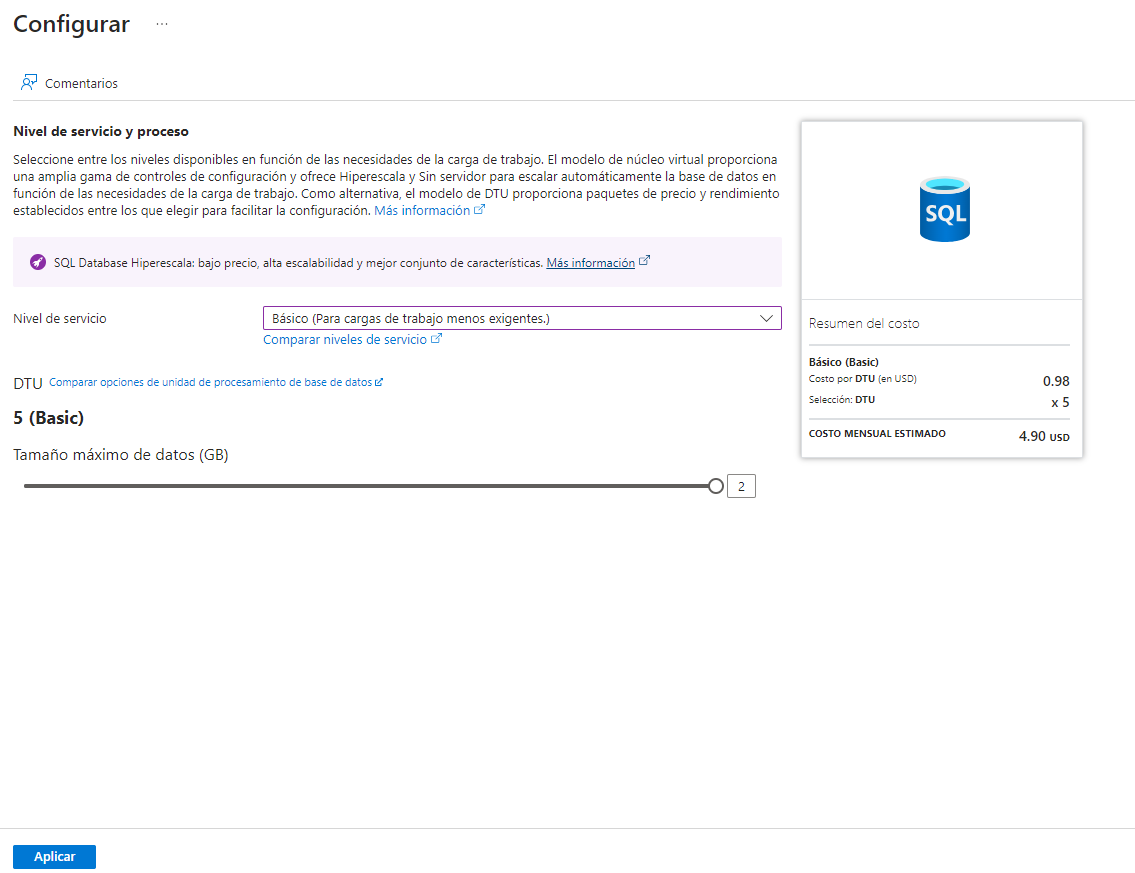 Configurar ...
Comentarios
Nivel de servicio y proceso
Seleccione entre los niveles disponibles en función de las necesidades de la carga de trabajo. El modelo de núcleo virtual proporciona
una amplia gama de controles de configuración y ofrece Hiperescala y Sin servidor para escalar automáticamente la base de datos en
función de las necesidades de la carga de trabajo. Como alternativa, el modelo de DTU proporciona paquetes de precio y rendimiento
establecidos entre los que elegir para facilitar la configuración. Más información
SQL Database Hiperescala: bajo precio, alta escalabilidad y mejor conjunto de características. Más información
Nivel de servicio
Básico (Para cargas de trabajo menos exigentes.)
Comparar niveles de servicio
DTU Comparar opciones de unidad de procesamiento de base de datos
5 (Basic)
Tamaño máximo de datos (GB)
2
SQL
Resumen del costo
Básico (Basic)
Costo por DTU (en USD) 0.98
Selección: DTU x 5
COSTO MENSUAL ESTIMADO 4.90 USD
Aplicar